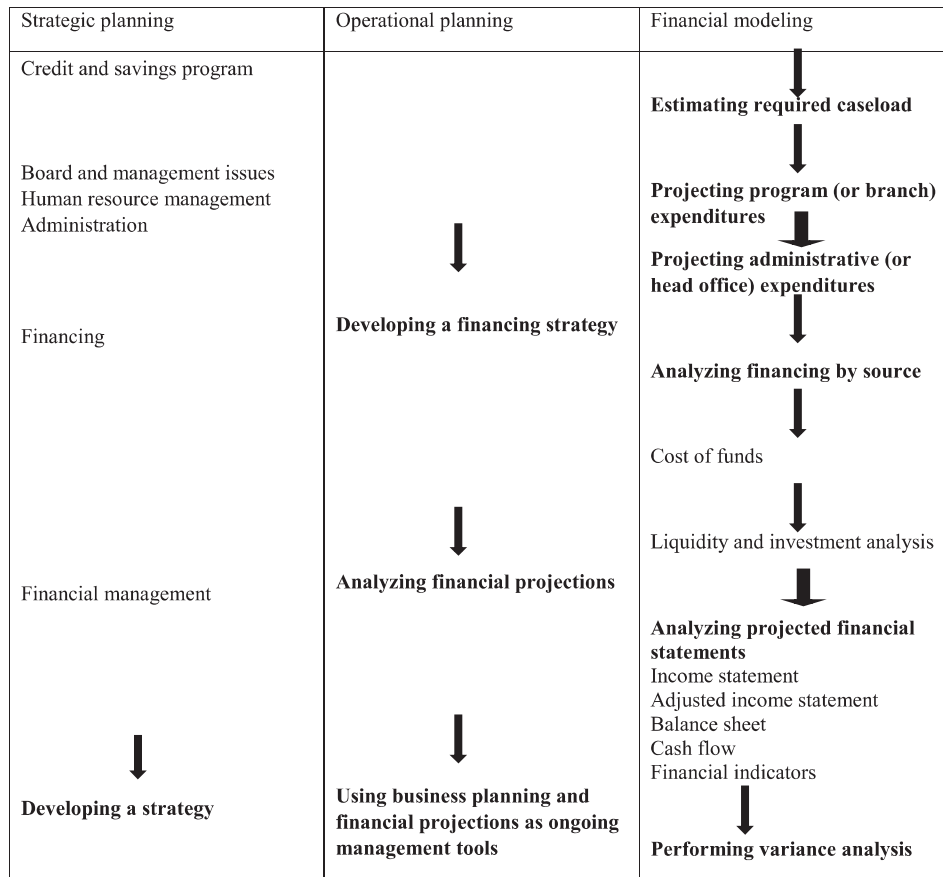 Strategic planning
Operational planning
Financial modeling
Credit and savings program
Board and management issues
Human resource management
Administration
Financing
Financial management
Developing a strategy
Developing a financing strategy
Analyzing financial projections
Using business planning and
financial projections as ongoing
management tools
Estimating required caseload
Projecting program (or branch)
expenditures
Projecting administrative (or
head office) expenditures
Analyzing financing by source
Cost of funds
Liquidity and investment analysis
Analyzing projected financial
statements
Income statement
Adjusted income statement
Balance sheet
Cash flow
Financial indicators
Performing variance analysis